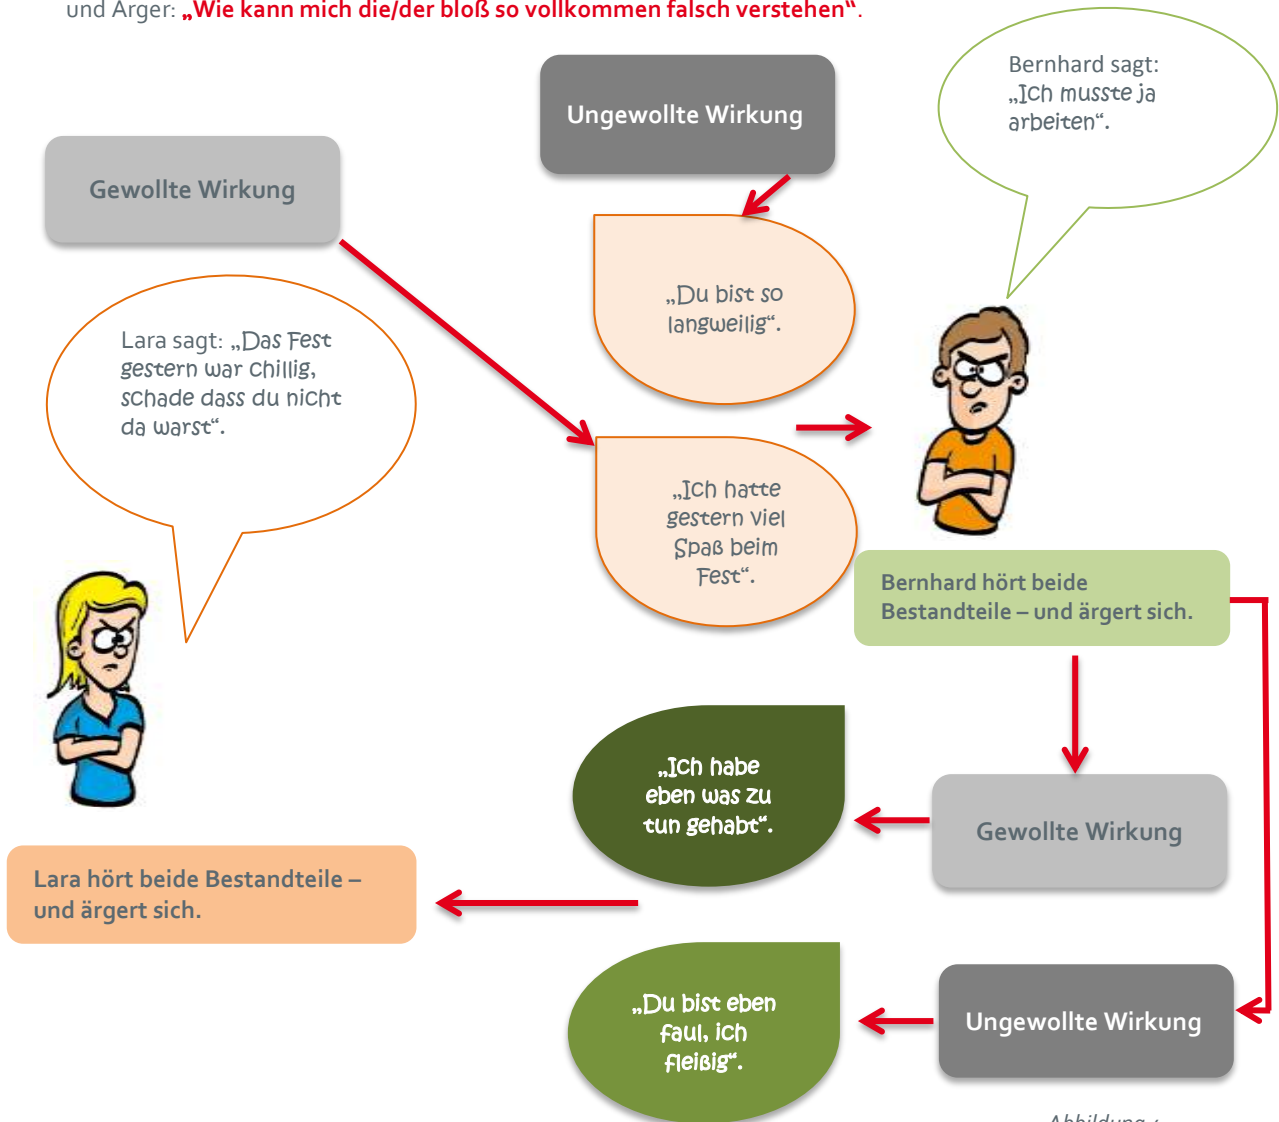 und Ärger: „Wie kann mich die/der bloß so vollkommen falsch verstehen“.
Bernhard sagt:
„Ich musste ja
arbeiten“.
Ungewollte Wirkung
Gewollte Wirkung
„Du bist so
langweilig“.
Lara sagt: „Das Fest
gestern war chillig,
schade dass du nicht
da warst“.
„Ich hatte
gestern viel
Spaß beim
Fest“.
Bernhard hört beide
Bestandteile – und ärgert sich.
„Ich habe
eben was zu
tun gehabt“.
Gewollte Wirkung
Lara hört beide Bestandteile –
und ärgert sich.
„Du bist eben
faul, ich
fleißig“.
Ungewollte Wirkung
Abbildung